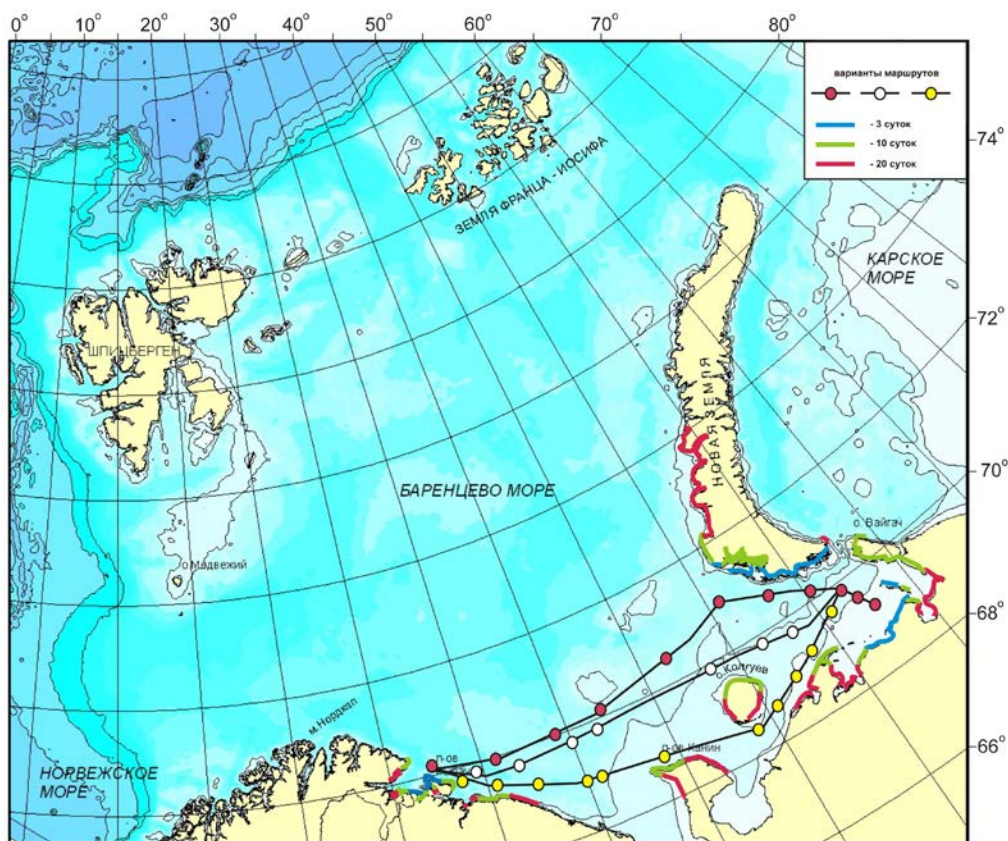 0° 10° 20° 30° 40° 50° 60° 70° 80°
варианты маршрутов
- 3 суток
- 10 суток
- 20 суток
74°
ЗЕМЛЯ ФРАНЦА - ИОСИФА
КАРСКОЕ
МОРЕ
72°
ШПИЦБЕРГЕН
НОВАЯ ЗЕМЛЯ
70°
БАРЕНЦЕВО МОРЕ
о. Вайгач
о.Медвежий
68°
о.Колгуев
м.Нордкап
п-ов Канин
66°
п-ов
НОРВЕЖСКОЕ
МОРЕ